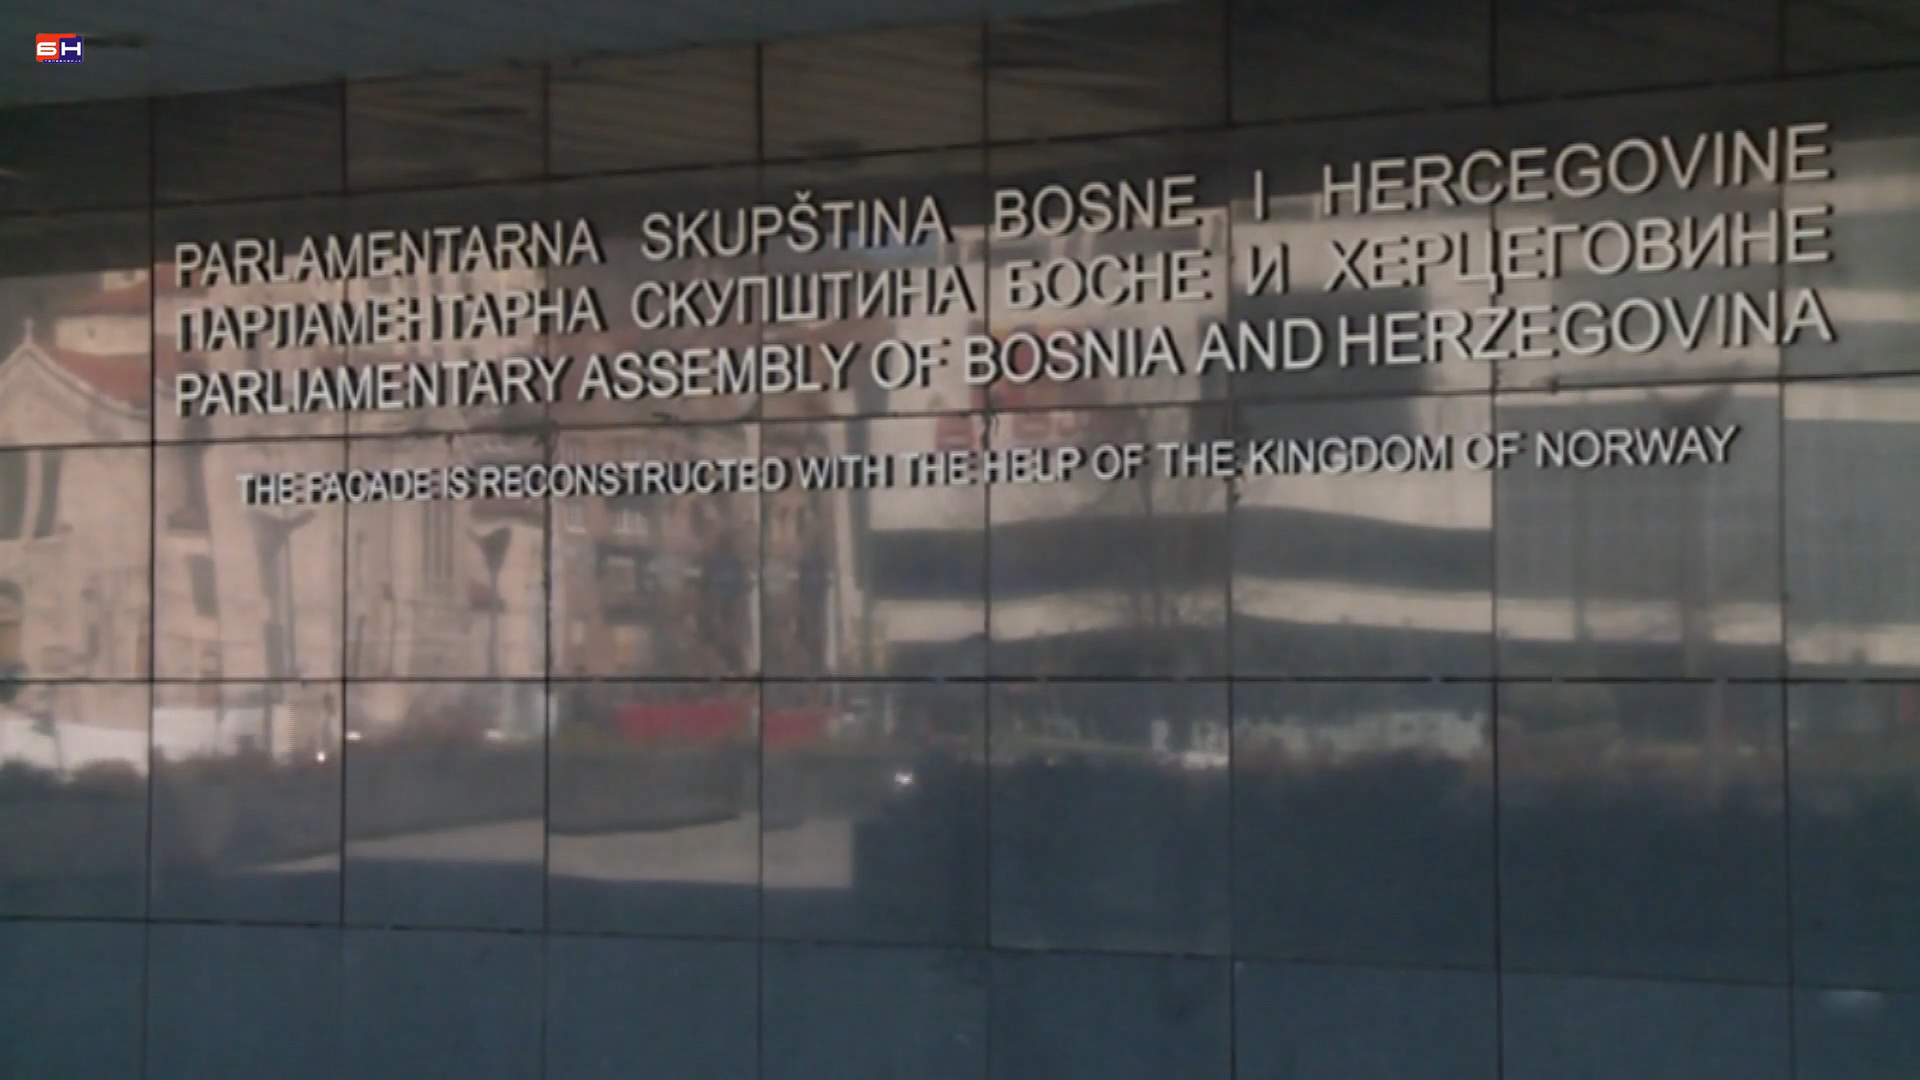 БН
PARLAMENTARNA SKUPŠTINA BOSNE I HERCEGOVINE
ПАРЛАМЕНТАРНА СКУПШТИНА БОСНЕ И ХЕРЦЕГОВИНЕ
PARLIAMENTARY ASSEMBLY OF BOSNIA AND HERZEGOVINA
THE FACADE IS RECONSTRUCTED WITH THE HELP OF THE KINGDOM OF NORWAY